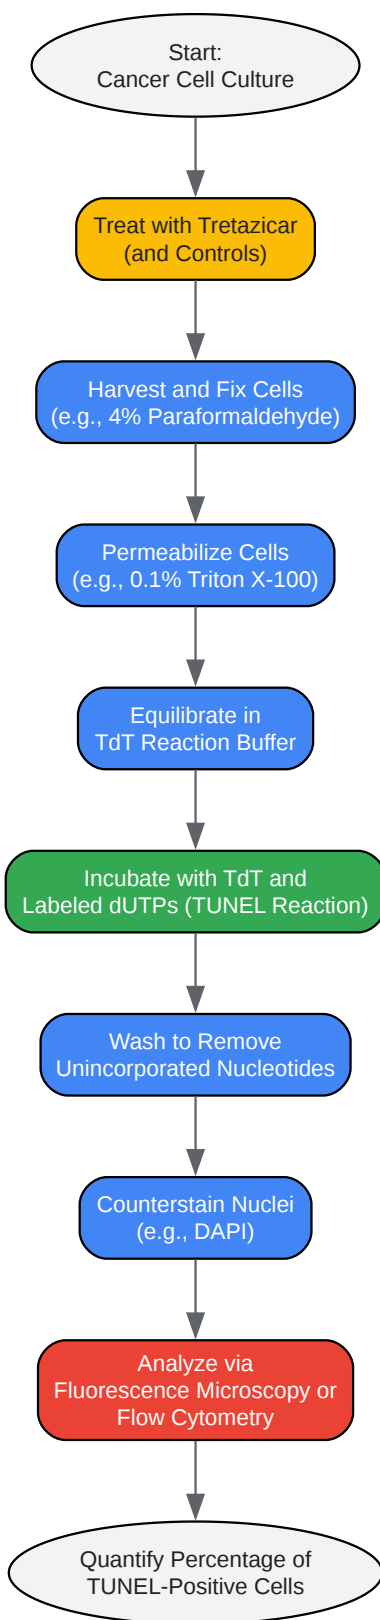 Start:
Cancer Cell Culture
Treat with Tretazicar
(and Controls)
Harvest and Fix Cells
(e.g., 4% Paraformaldehyde)
Permeabilize Cells
(e.g., 0.1% Triton X-100)
Equilibrate in
TdT Reaction Buffer
Incubate with TdT and
Labeled dUTPs (TUNEL Reaction)
Wash to Remove
Unincorporated Nucleotides
Counterstain Nuclei
(e.g., DAPI)
Analyze via
Fluorescence Microscopy or
Flow Cytometry
Quantify Percentage of
TUNEL-Positive Cells